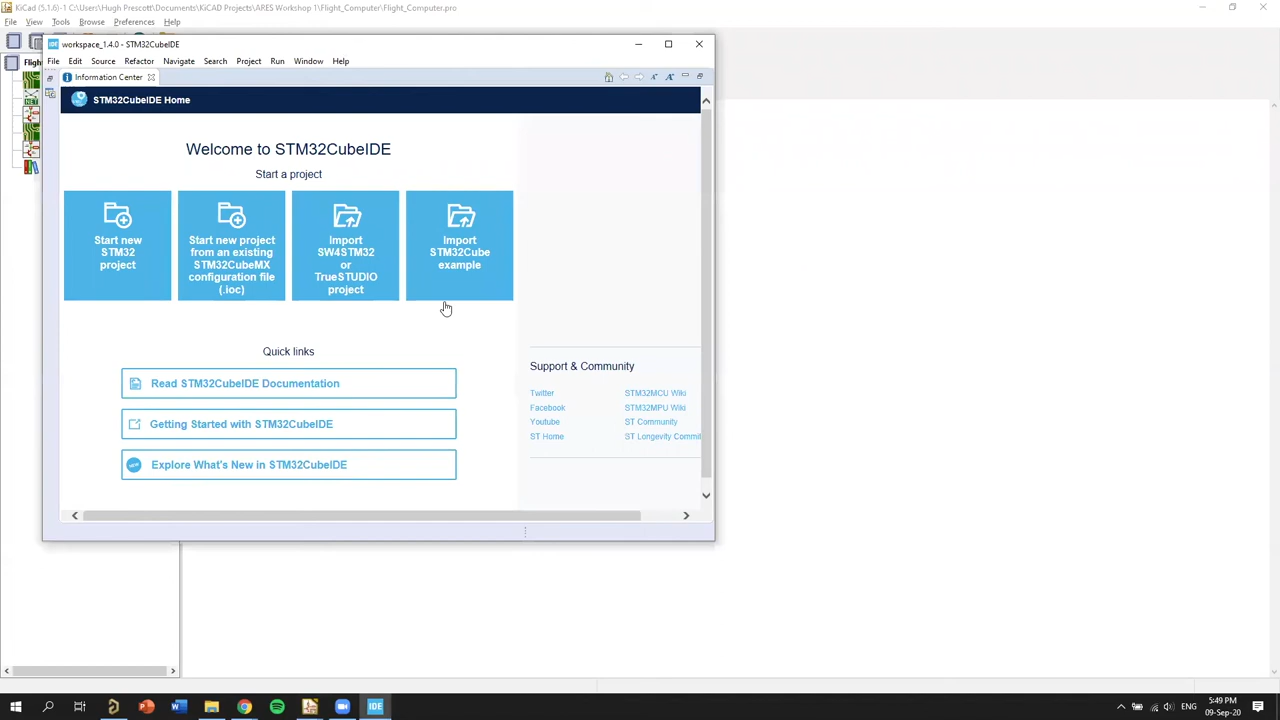 KiCad (5.1.6)-1 C:\Users\Hugh Prescott\Documents\KiCAD Projects\ARES Workshop 1\Flight_Computer\Flight_Computer.pro
File View Tools Browse Preferences Help
Fligh
workspace_1.4.0 - STM32CubeIDE
File Edit Source Refactor Navigate Search Project Run Window Help
Information Center
STM32CubeIDE Home
Welcome to STM32CubeIDE
Start a project
Start new
STM32
project
Start new project
from an existing
STM32CubeMX
configuration file
(.ioc)
Import
SW4STM32
or
TrueSTUDIO
project
Import
STM32Cube
example
Quick links
Read STM32CubeIDE Documentation
Getting Started with STM32CubeIDE
Explore What's New in STM32CubeIDE
Support & Community
Twitter STM32MCU Wiki
Facebook STM32MPU Wiki
Youtube ST Community
ST Home ST Longevity Commit
IDE
ENG
5:49 PM
09-Sep-20